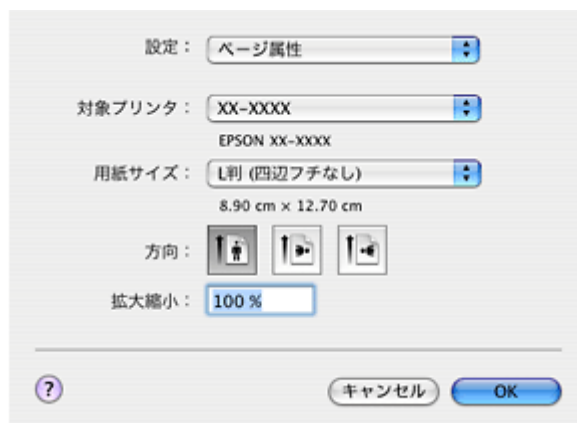 設定： ページ属性
対象プリンタ： XX-XXXX
EPSON XX-XXXX
用紙サイズ： L判 (四辺フチなし)
8.90 cm × 12.70 cm
方向：
拡大縮小： 100 %
? キャンセル OK